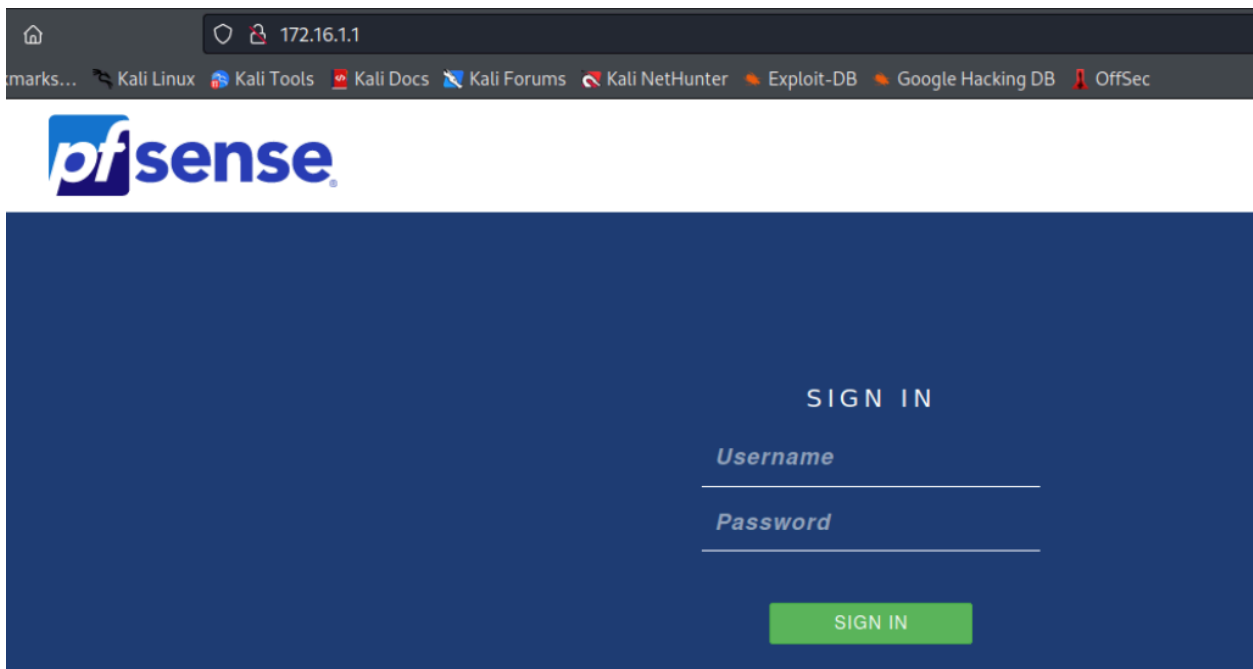 172.16.1.1
marks... Kali Linux Kali Tools Kali Docs Kali Forums Kali NetHunter Exploit-DB Google Hacking DB OffSec
pfsense®
SIGN IN
Username
Password
SIGN IN